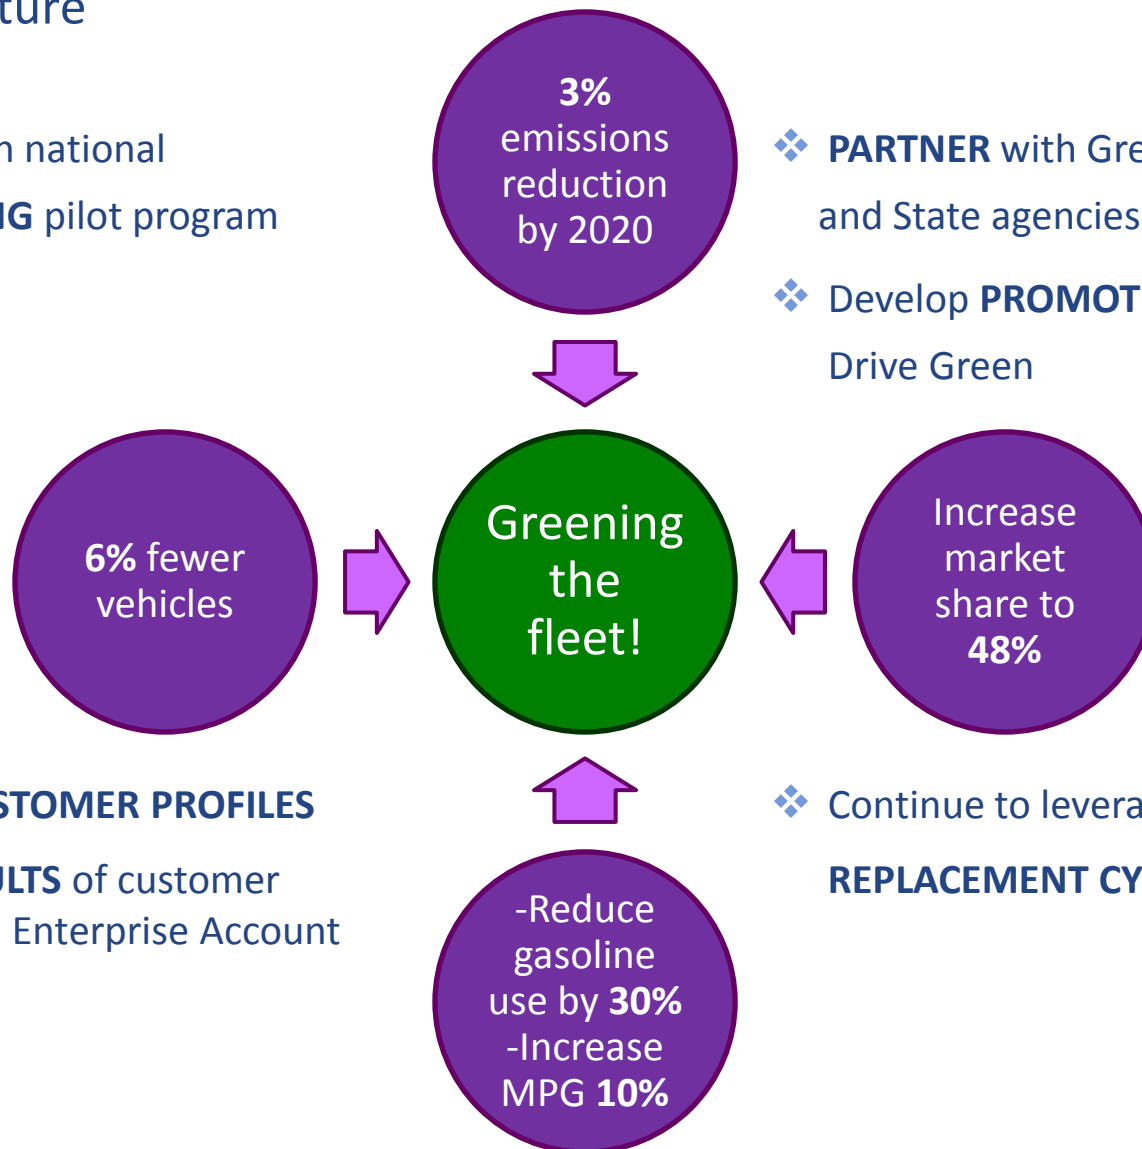 ture
national
NG pilot program
3%
emissions
reduction
by 2020
❖ PARTNER with Gre
and State agencies
❖ Develop PROMOT
Drive Green
6% fewer
vehicles
Greening
the
fleet!
Increase
market
share to
48%
STOMER PROFILES
ULTS of customer
Enterprise Account
❖ Continue to levera
REPLACEMENT CY
-Reduce
gasoline
use by 30%
-Increase
MPG 10%